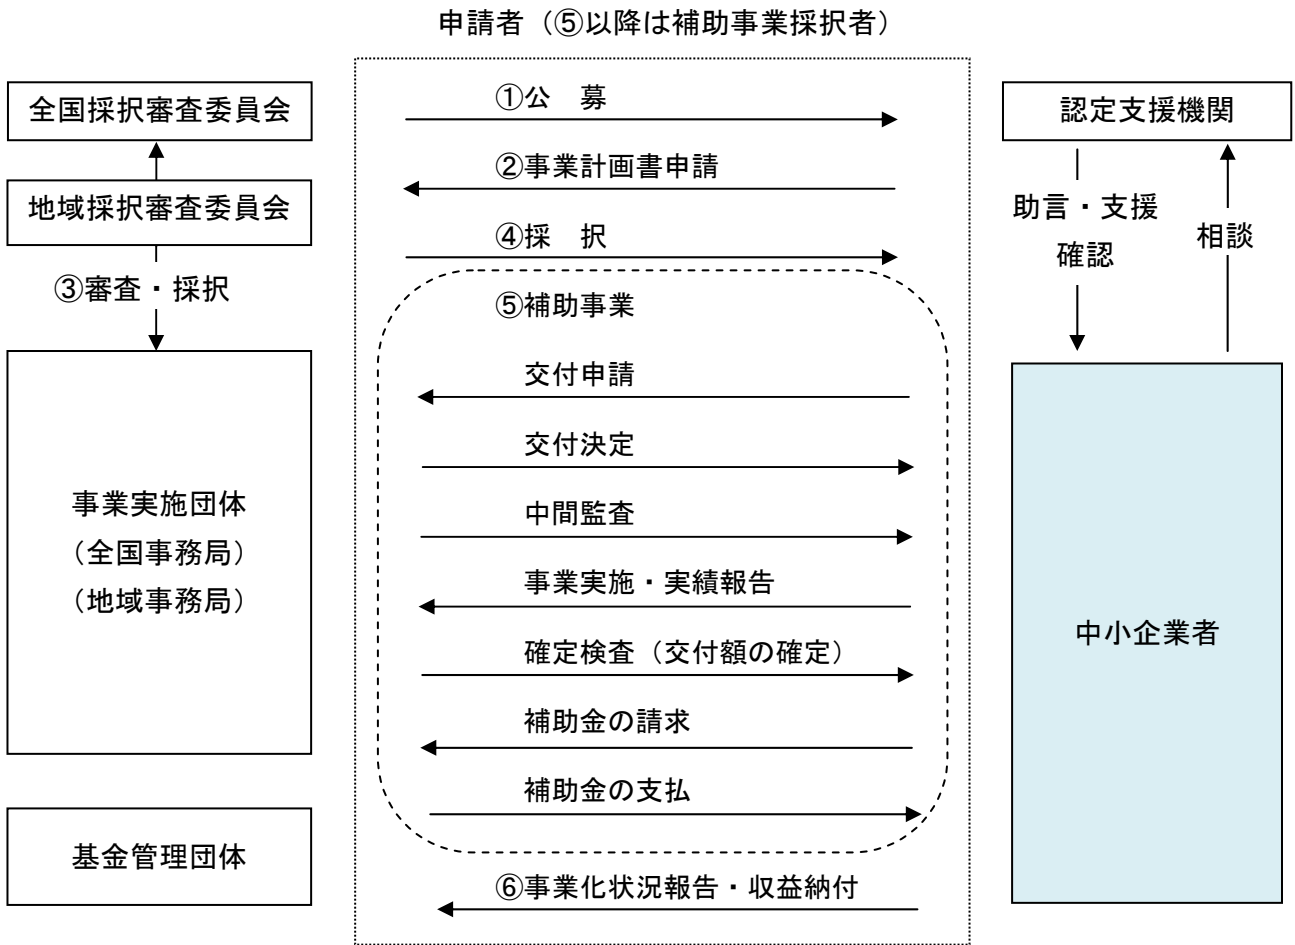 申請者（⑤以降は補助事業採択者）
全国採択審査委員会
地域採択審査委員会
③審査・採択
事業実施団体
（全国事務局）
（地域事務局）
基金管理団体
①公　募
②事業計画書申請
④採　択
⑤補助事業
交付申請
交付決定
中間監査
事業実施・実績報告
確定検査（交付額の確定）
補助金の請求
補助金の支払
⑥事業化状況報告・収益納付
認定支援機関
助言・支援
確認
相談
中小企業者